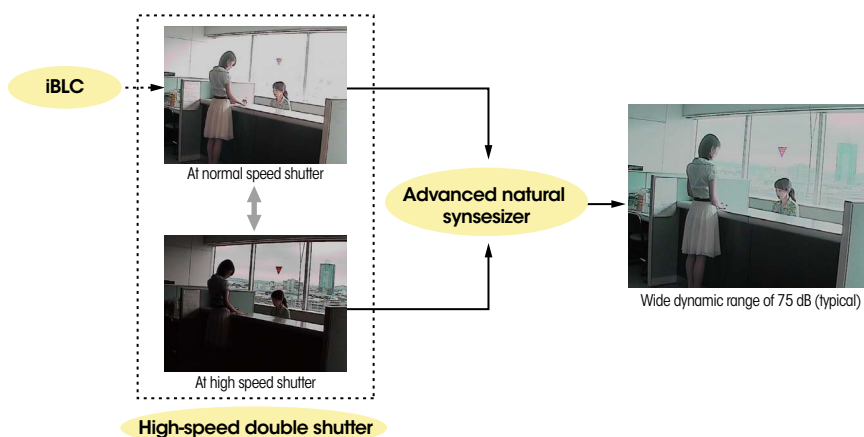 iBLC
At normal speed shutter
At high speed shutter
High-speed double shutter
Advanced natural
synsesizer
Wide dynamic range of 75 dB (typical)